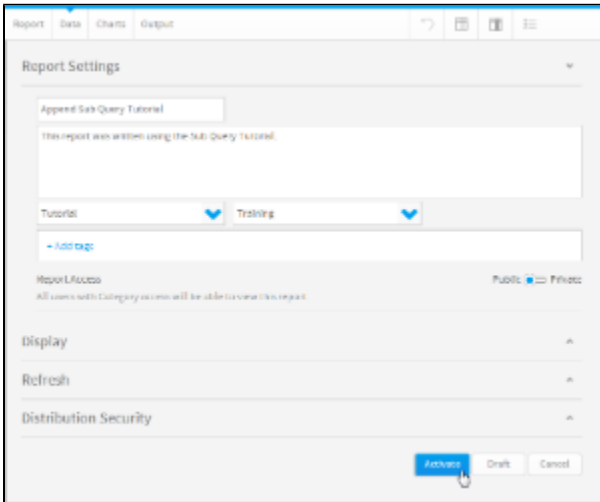 Report Data Charts Output
Report Settings
Append Sub Query Tutorial
This report was written using the Sub Query Tutorial.
Tutorial Training
+ Add tags
Report Access Public Private
All users with Category access will be able to view this report.
Display
Refresh
Distribution Security
Activate Draft Cancel